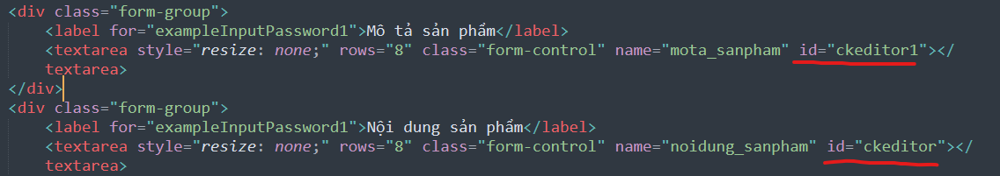 <div class="form-group">
<label for="exampleInputPassword1">Mô tả sản phẩm</label>
<textarea style="resize: none;" rows="8" class="form-control" name="mota_sanpham" id="ckeditor1"></
textarea>
</div>
<div class="form-group">
<label for="exampleInputPassword1">Nội dung sản phẩm</label>
<textarea style="resize: none;" rows="8" class="form-control" name="noidung_sanpham" id="ckeditor"></
textarea>